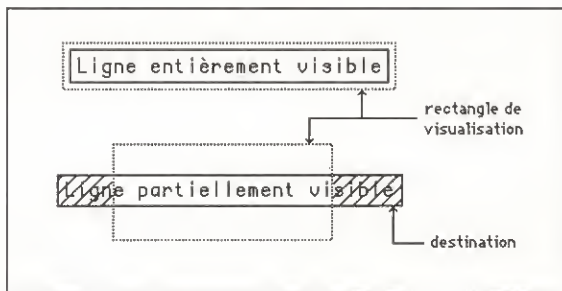 Ligne entièrement visible
rectangle de
visualisation
Ligne partiellement visible
destination